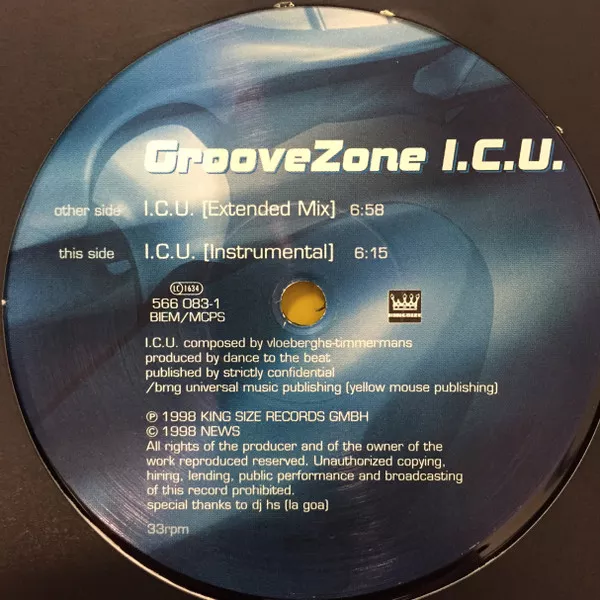 GrooveZone I.C.U.
other side I.C.U. [Extended Mix] 6:58
this side I.C.U. [Instrumental] 6:15
LC 1634
566 083-1
BIEM/MCPS
I.C.U. composed by vloeberghs-timmermans
produced by dance to the beat
published by strictly confidential
/bmg universal music publishing (yellow mouse publishing)
℗ 1998 KING SIZE RECORDS GMBH
© 1998 NEWS
All rights of the producer and of the owner of the
work reproduced reserved. Unauthorized copying,
hiring, lending, public performance and broadcasting
of this record prohibited.
special thanks to dj hs (la goa)
33rpm